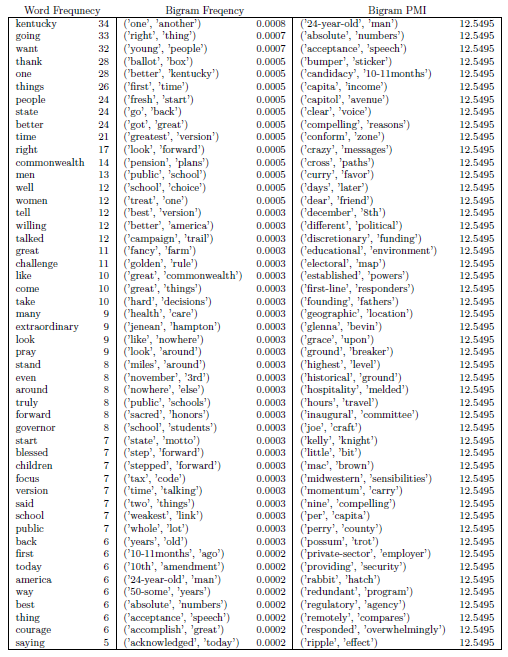 Word Frequnecy Bigram Freqency Bigram PMI
kentucky 34 ('one', 'another') 0.0008 ('24-year-old', 'man') 12.5495
going 33 ('right', 'thing') 0.0007 ('absolute', 'numbers') 12.5495
want 32 ('young', 'people') 0.0007 ('acceptance', 'speech') 12.5495
thank 28 ('ballot', 'box') 0.0005 ('bumper', 'sticker') 12.5495
one 28 ('better', 'kentucky') 0.0005 ('candidacy', '10-11months') 12.5495
things 26 ('first', 'time') 0.0005 ('capita', 'income') 12.5495
people 24 ('fresh', 'start') 0.0005 ('capitol', 'avenue') 12.5495
state 24 ('go', 'back') 0.0005 ('clear', 'voice') 12.5495
better 24 ('got', 'great') 0.0005 ('compelling', 'reasons') 12.5495
time 21 ('greatest', 'version') 0.0005 ('conform', 'zone') 12.5495
right 17 ('look', 'forward') 0.0005 ('crazy', 'messages') 12.5495
commonwealth 14 ('pension', 'plans') 0.0005 ('cross', 'paths') 12.5495
men 13 ('public', 'school') 0.0005 ('curry', 'favor') 12.5495
well 12 ('school', 'choice') 0.0005 ('days', 'later') 12.5495
women 12 ('treat', 'one') 0.0005 ('dear', 'friend') 12.5495
tell 12 ('best', 'version') 0.0003 ('december', '8th') 12.5495
willing 12 ('better', 'america') 0.0003 ('different', 'political') 12.5495
talked 12 ('campaign', 'trail') 0.0003 ('discretionary', 'funding') 12.5495
great 11 ('fancy', 'farm') 0.0003 ('educational', 'environment') 12.5495
challenge 11 ('golden', 'rule') 0.0003 ('electoral', 'map') 12.5495
like 10 ('great', 'commonwealth') 0.0003 ('established', 'powers') 12.5495
come 10 ('great', 'things') 0.0003 ('first-line', 'responders') 12.5495
take 10 ('hard', 'decisions') 0.0003 ('founding', 'fathers') 12.5495
many 9 ('health', 'care') 0.0003 ('geographic', 'location') 12.5495
extraordinary 9 ('jenean', 'hampton') 0.0003 ('glenna', 'bevin') 12.5495
look 9 ('like', 'nowhere') 0.0003 ('grace', 'upon') 12.5495
pray 9 ('look', 'around') 0.0003 ('ground', 'breaker') 12.5495
stand 8 ('miles', 'around') 0.0003 ('highest', 'level') 12.5495
even 8 ('november', '3rd') 0.0003 ('historical', 'ground') 12.5495
around 8 ('nowhere', 'else') 0.0003 ('hospitality', 'melded') 12.5495
truly 8 ('public', 'schools') 0.0003 ('hours', 'travel') 12.5495
forward 8 ('sacred', 'honors') 0.0003 ('inaugural', 'committee') 12.5495
governor 8 ('school', 'students') 0.0003 ('joe', 'craft') 12.5495
start 7 ('state', 'motto') 0.0003 ('kelly', 'knight') 12.5495
blessed 7 ('step', 'forward') 0.0003 ('little', 'bit') 12.5495
children 7 ('stepped', 'forward') 0.0003 ('mac', 'brown') 12.5495
focus 7 ('tax', 'code') 0.0003 ('midwestern', 'sensibilities') 12.5495
version 7 ('time', 'talking') 0.0003 ('momentum', 'carry') 12.5495
said 7 ('two', 'things') 0.0003 ('nine', 'compelling') 12.5495
school 7 ('weakest', 'link') 0.0003 ('per', 'capita') 12.5495
public 7 ('whole', 'lot') 0.0003 ('perry', 'county') 12.5495
back 6 ('years', 'old') 0.0003 ('possum', 'trot') 12.5495
first 6 ('10-11months', 'ago') 0.0002 ('private-sector', 'employer') 12.5495
today 6 ('10th', 'amendment') 0.0002 ('providing', 'security') 12.5495
america 6 ('24-year-old', 'man') 0.0002 ('rabbit', 'hatch') 12.5495
way 6 ('50-some', 'years') 0.0002 ('redundant', 'program') 12.5495
best 6 ('absolute', 'numbers') 0.0002 ('regulatory', 'agency') 12.5495
thing 6 ('acceptance', 'speech') 0.0002 ('remotely', 'compares') 12.5495
courage 6 ('accomplish', 'great') 0.0002 ('responded', 'overwhelmingly') 12.5495
saying 5 ('acknowledged', 'today') 0.0002 ('ripple', 'effect') 12.5495